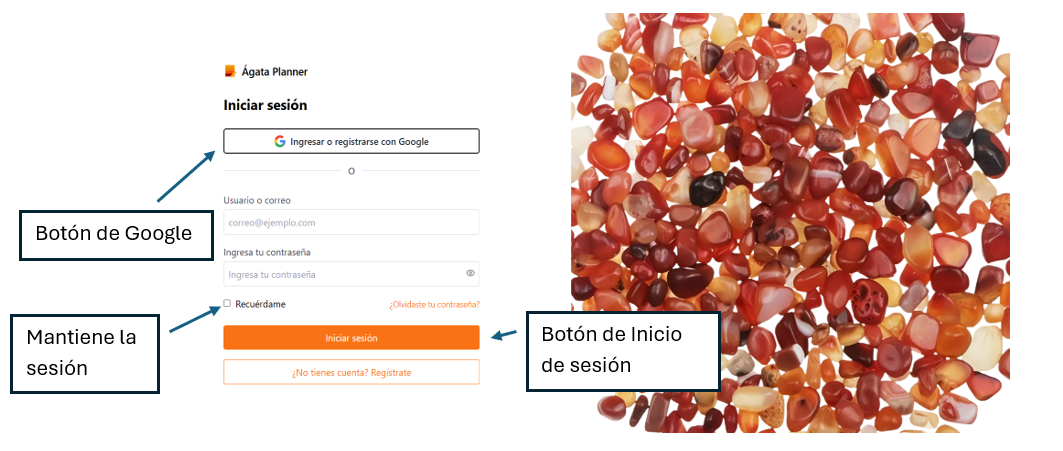 Ágata Planner
Iniciar sesión
Ingresar o registrarse con Google
O
Usuario o correo
correo@ejemplo.com
Ingresa tu contraseña
Ingresa tu contraseña
Recuérdame
¿Olvidaste tu contraseña?
Iniciar sesión
¿No tienes cuenta? Regístrate
Botón de Google
Mantiene la
sesión
Botón de Inicio
de sesión